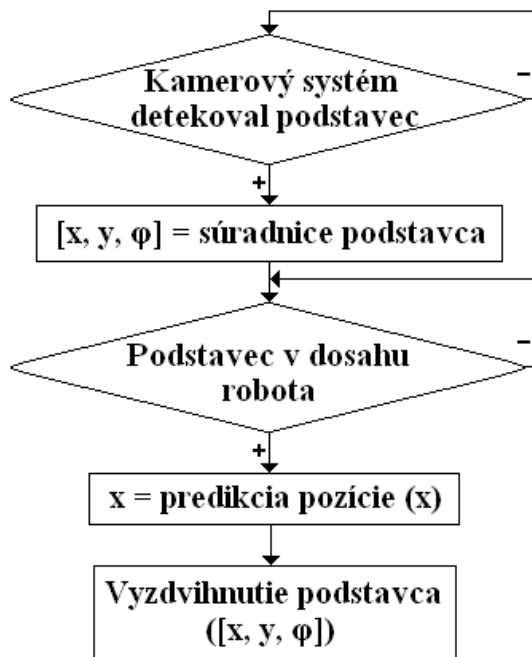 Kamerový systém
detekoval podstavec
–
+
[x, y, φ] = súradnice podstavca
–
Podstavec v dosahu
robota
+
x = predikcia pozície (x)
Vyzdvihnutie podstavca
([x, y, φ])